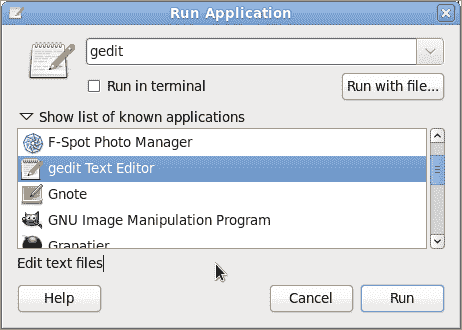 Run Application
gedit
Run in terminal
Run with file...
Show list of known applications
F-Spot Photo Manager
gedit Text Editor
Gnote
GNU Image Manipulation Program
Granatier
Edit text files
Help
Cancel
Run